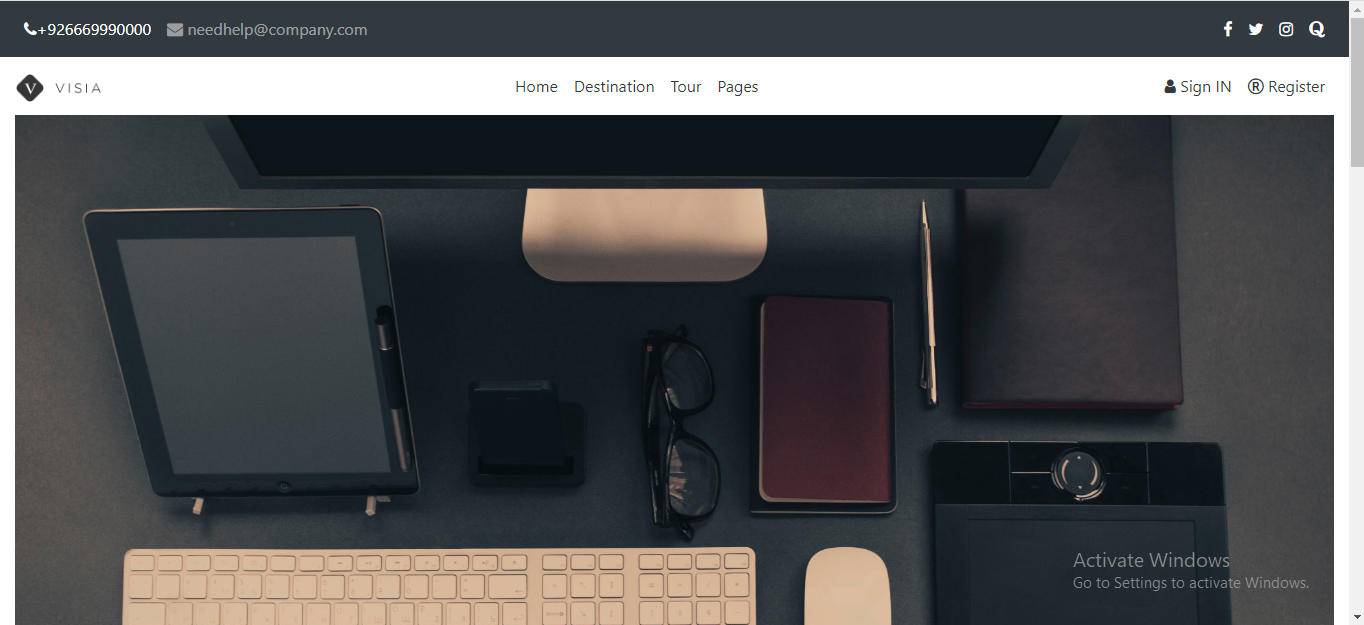 +926669990000 needhelp@company.com
V VISIA Home Destination Tour Pages Sign IN ® Register
Activate Windows
Go to Settings to activate Windows.